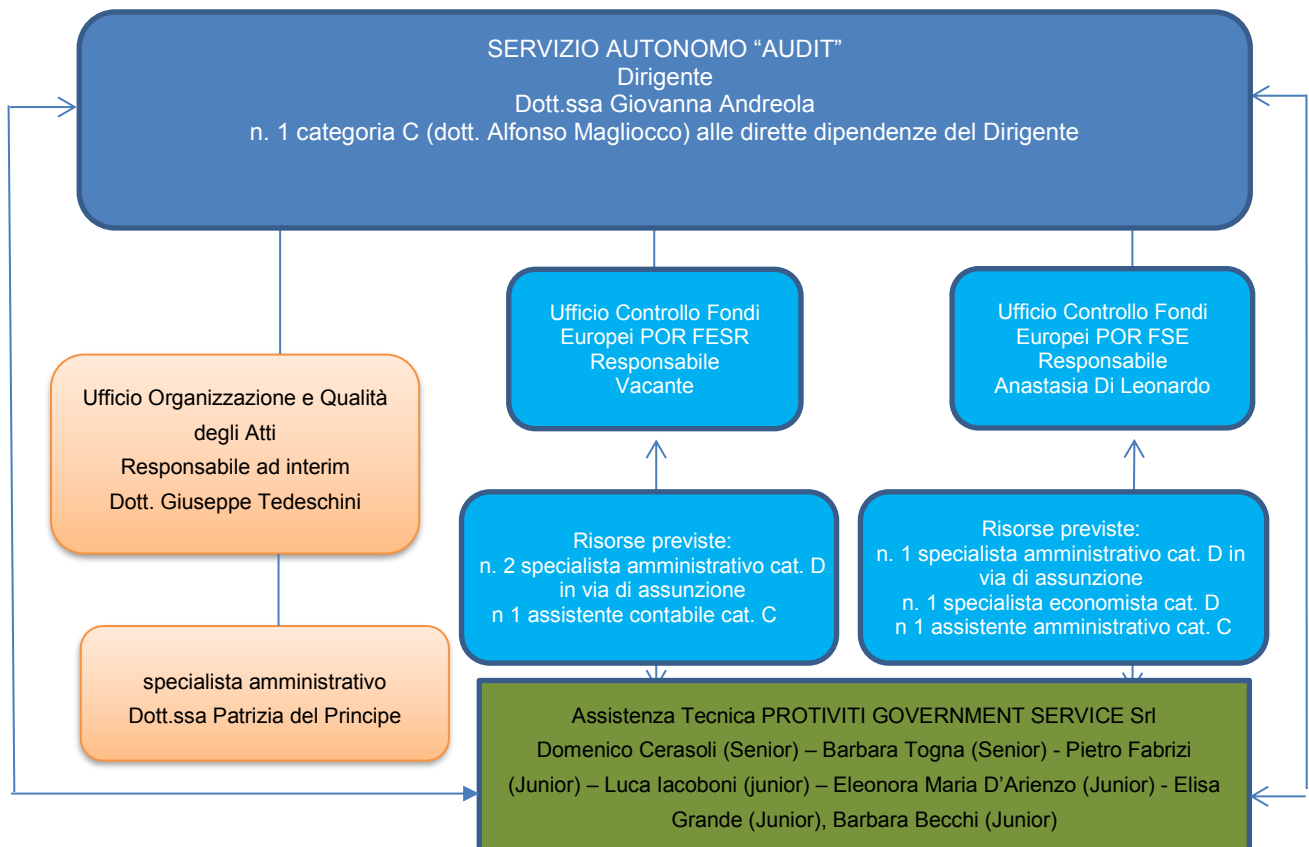 SERVIZIO AUTONOMO “AUDIT”
Dirigente
Dott.ssa Giovanna Andreola
n. 1 categoria C (dott. Alfonso Magliocco) alle dirette dipendenze del Dirigente
Ufficio Organizzazione e Qualità
degli Atti
Responsabile ad interim
Dott. Giuseppe Tedeschini
specialista amministrativo
Dott.ssa Patrizia del Principe
Ufficio Controllo Fondi
Europei POR FESR
Responsabile
Vacante
Risorse previste:
n. 2 specialista amministrativo cat. D
in via di assunzione
n 1 assistente contabile cat. C
Ufficio Controllo Fondi
Europei POR FSE
Responsabile
Anastasia Di Leonardo
Risorse previste:
n. 1 specialista amministrativo cat. D in
via di assunzione
n. 1 specialista economista cat. D
n 1 assistente amministrativo cat. C
Assistenza Tecnica PROTIVITI GOVERNMENT SERVICE Srl
Domenico Cerasoli (Senior) – Barbara Togna (Senior) - Pietro Fabrizi
(Junior) – Luca Iacoboni (junior) – Eleonora Maria D’Arienzo (Junior) - Elisa
Grande (Junior), Barbara Becchi (Junior)